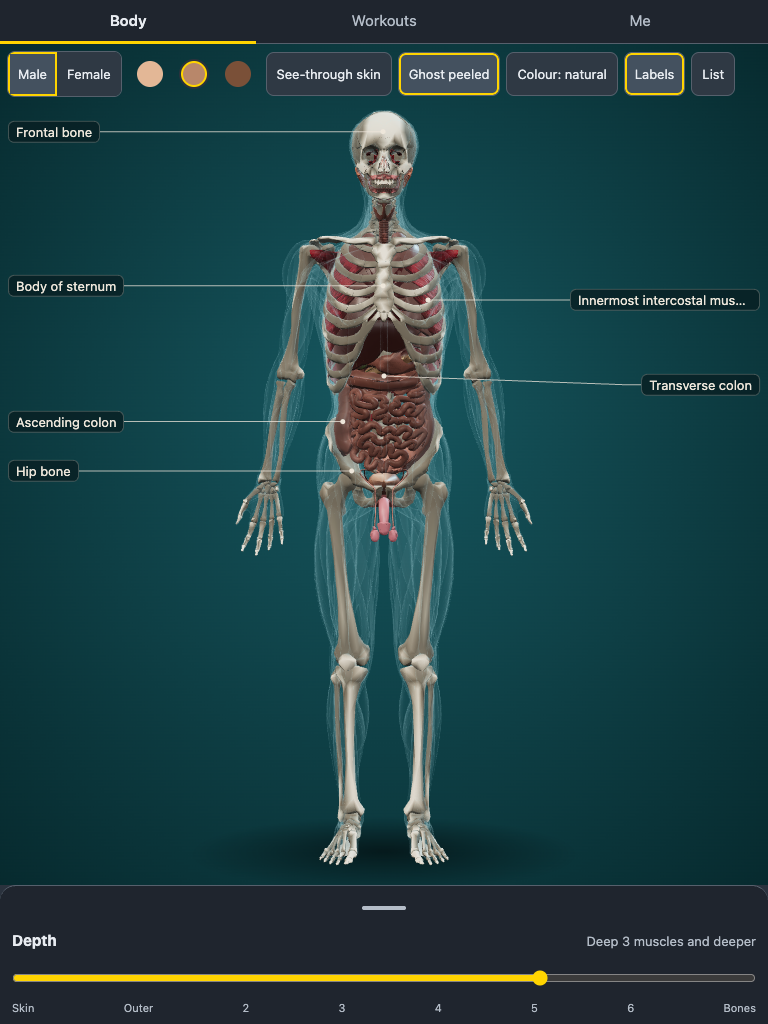 Body Workouts Me
Male Female See-through skin Ghost peeled Colour: natural Labels List
Frontal bone
Body of sternum
Innermost intercostal mus...
Transverse colon
Ascending colon
Hip bone
Depth Deep 3 muscles and deeper
Skin Outer 2 3 4 5 6 Bones